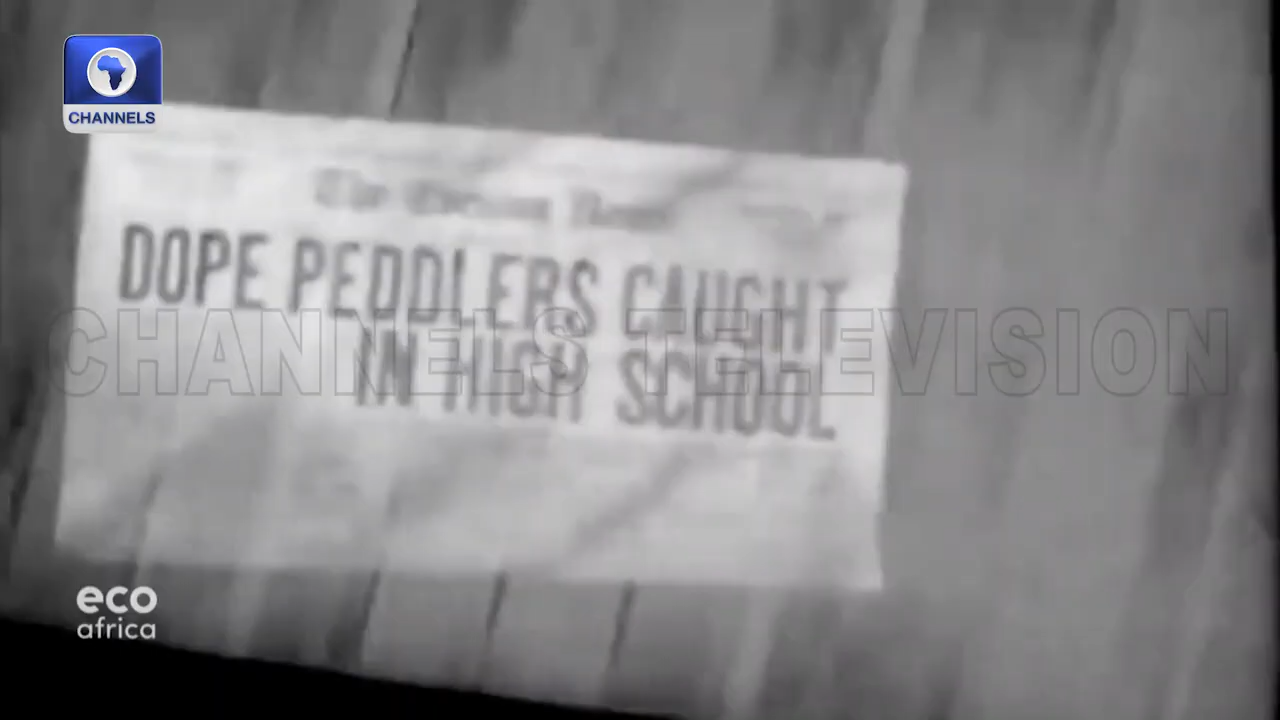 CHANNELS
DOPE PEDDLERS CAUGHT
IN HIGH SCHOOL
CHANNELS TELEVISION
eco
africa